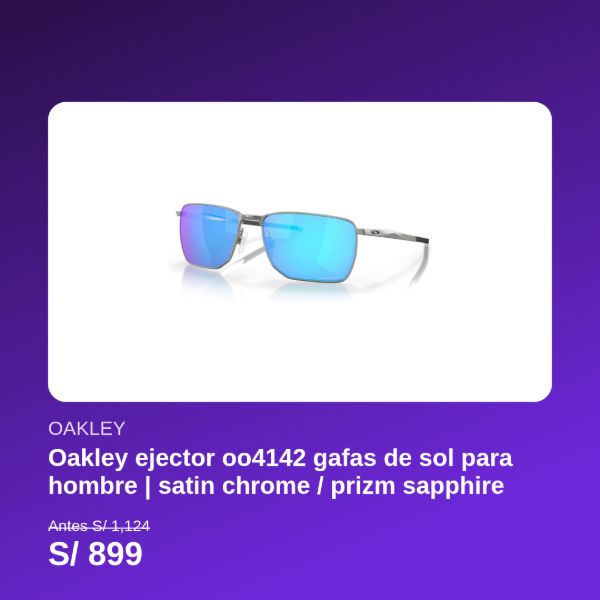 OAKLEY
Oakley ejector oo4142 gafas de sol para
hombre | satin chrome / prizm sapphire
Antes S/ 1,124
S/ 899